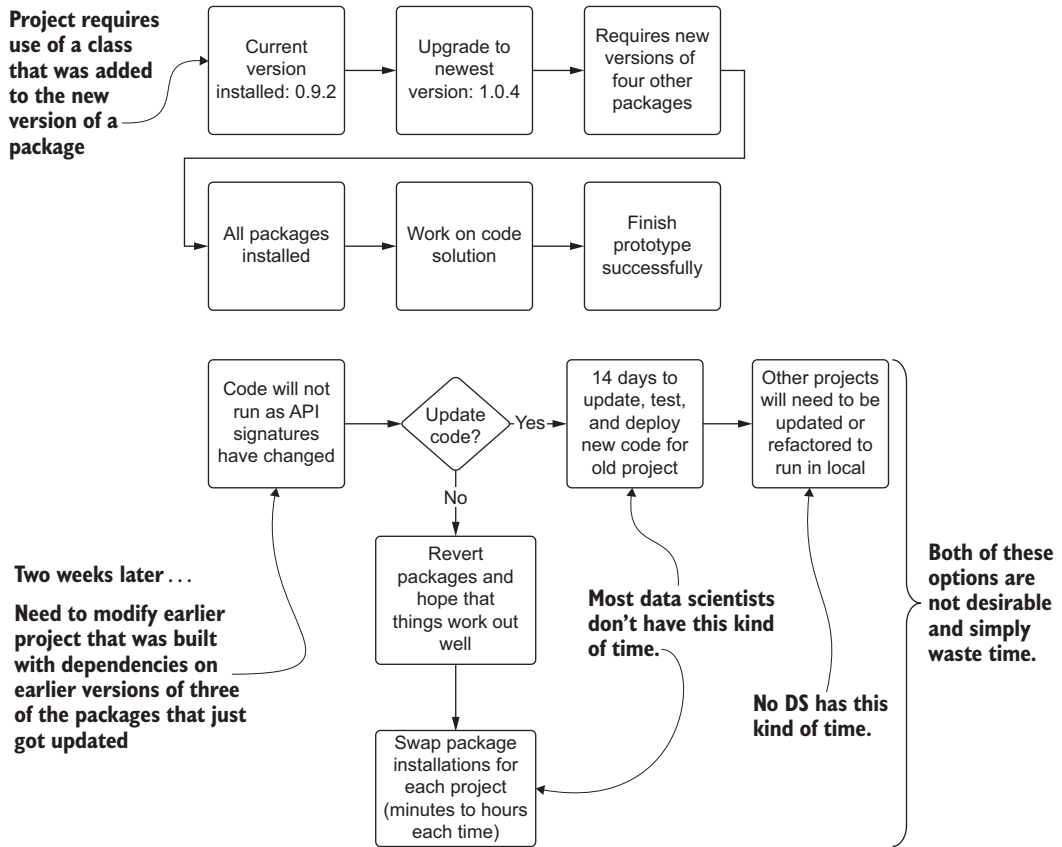 Project requires
use of a class
that was added
to the new
version of a
package
Current
version
installed: 0.9.2
Upgrade to
newest
version: 1.0.4
Requires new
versions of
four other
packages
All packages
installed
Work on code
solution
Finish
prototype
successfully
Code will not
run as API
signatures
have changed
Update
code?
Yes
14 days to
update, test,
and deploy
new code for
old project
Other projects
will need to be
updated or
refactored to
run in local
No
Revert
packages and
hope that
things work out
well
Two weeks later . . .
Need to modify earlier
project that was built
with dependencies on
earlier versions of three
of the packages that just
got updated
Most data scientists
don’t have this kind
of time.
No DS has this
kind of time.
Both of these
options are
not desirable
and simply
waste time.
Swap package
installations for
each project
(minutes to hours
each time)